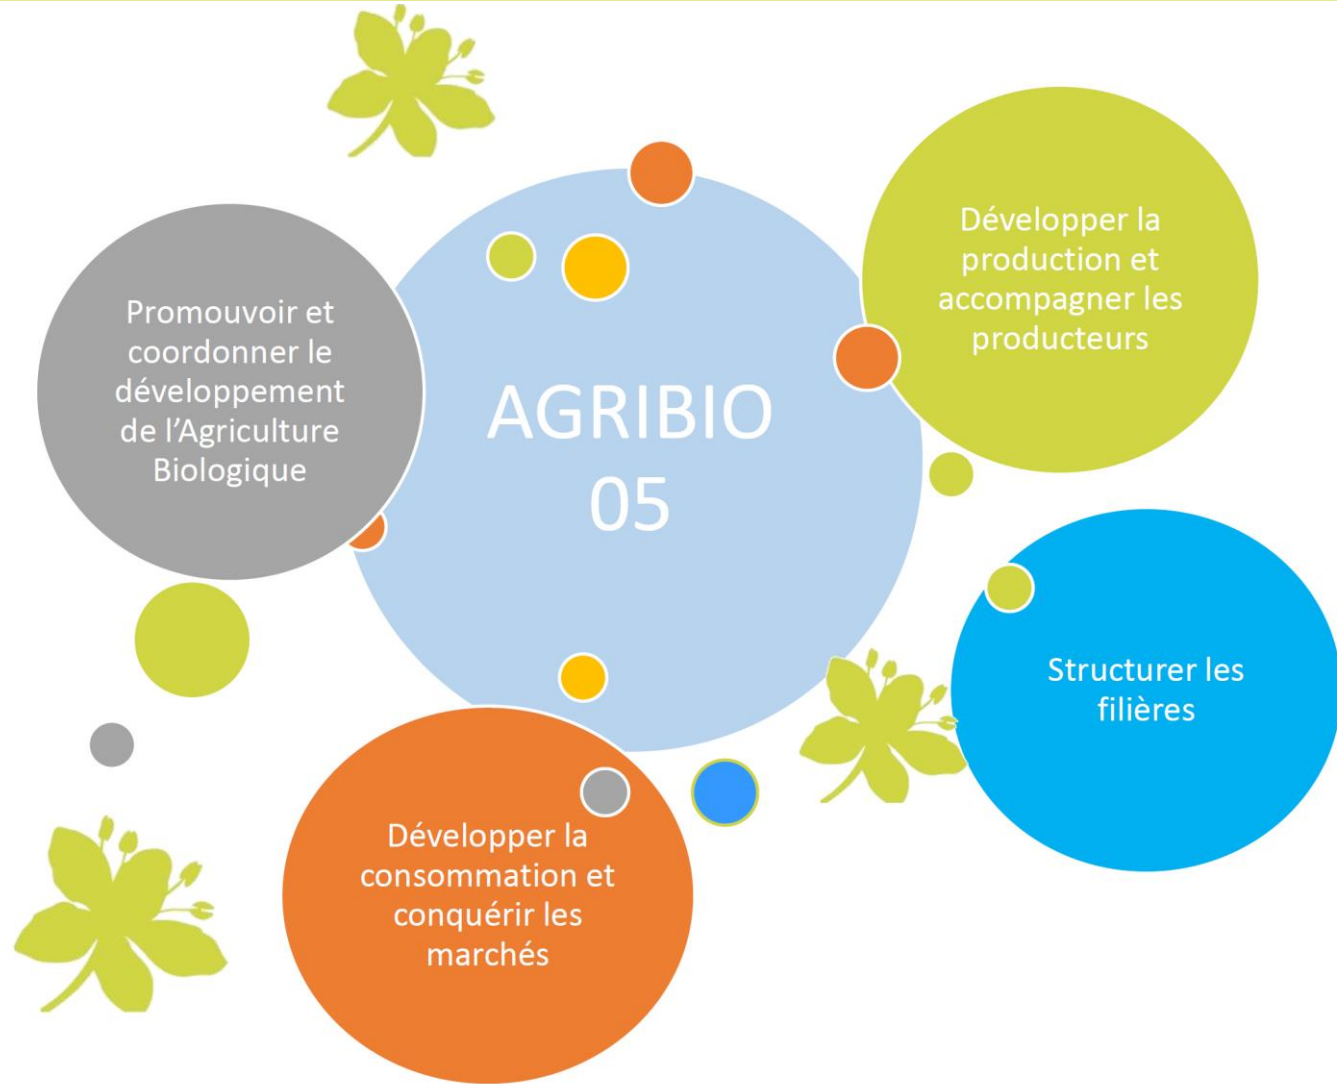 AGRIBIO
05
Promouvoir et
coordonner le
développement
de l’Agriculture
Biologique
Développer la
production et
accompagner les
producteurs
Structurer les
filières
Développer la
consommation et
conquérir les
marchés